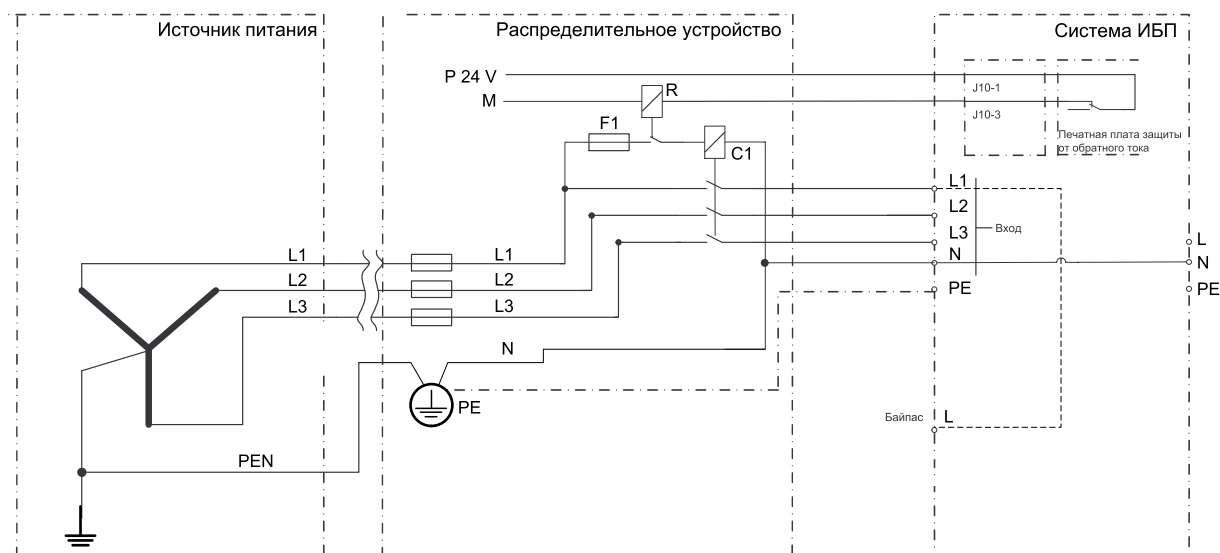 Источник питания
Распределительное устройство
Система ИБП
P 24 V
M
R
J10-1
J10-3
F1
C1
Печатная плата защиты
от обратного тока
L1
L2
L3
N
PE
Вход
L
N
PE
L1
L2
L3
L1
L2
L3
N
PE
Байпас
L
PEN